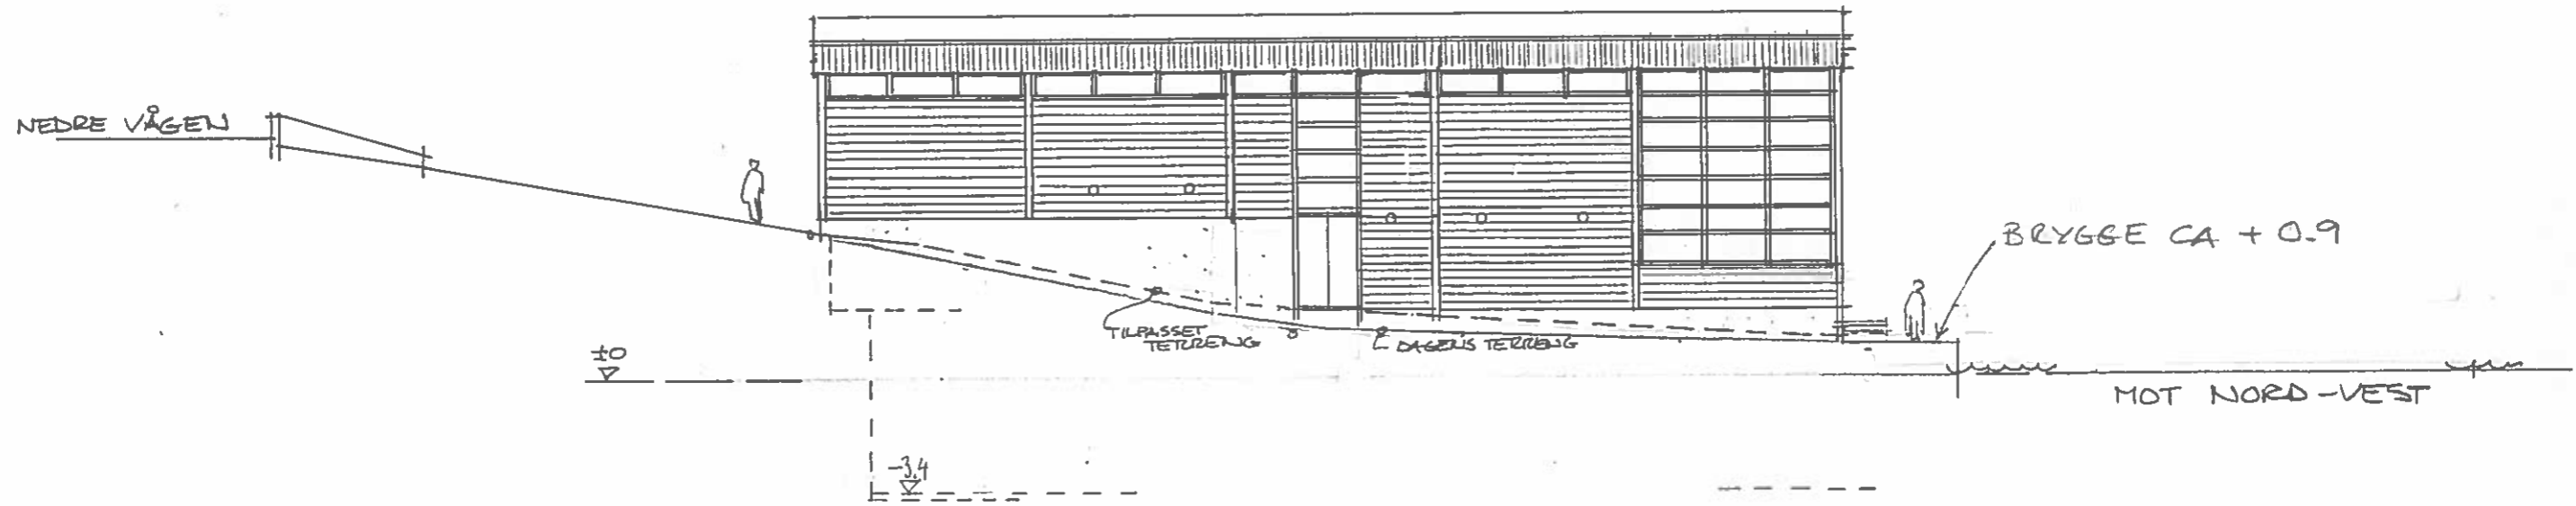 NEDRE VÅGEN
BRYGGE CA + 0.9
TILPASSET
TERRENG
DAGENS TERRENG
±0
MOT NORD-VEST
-3,4